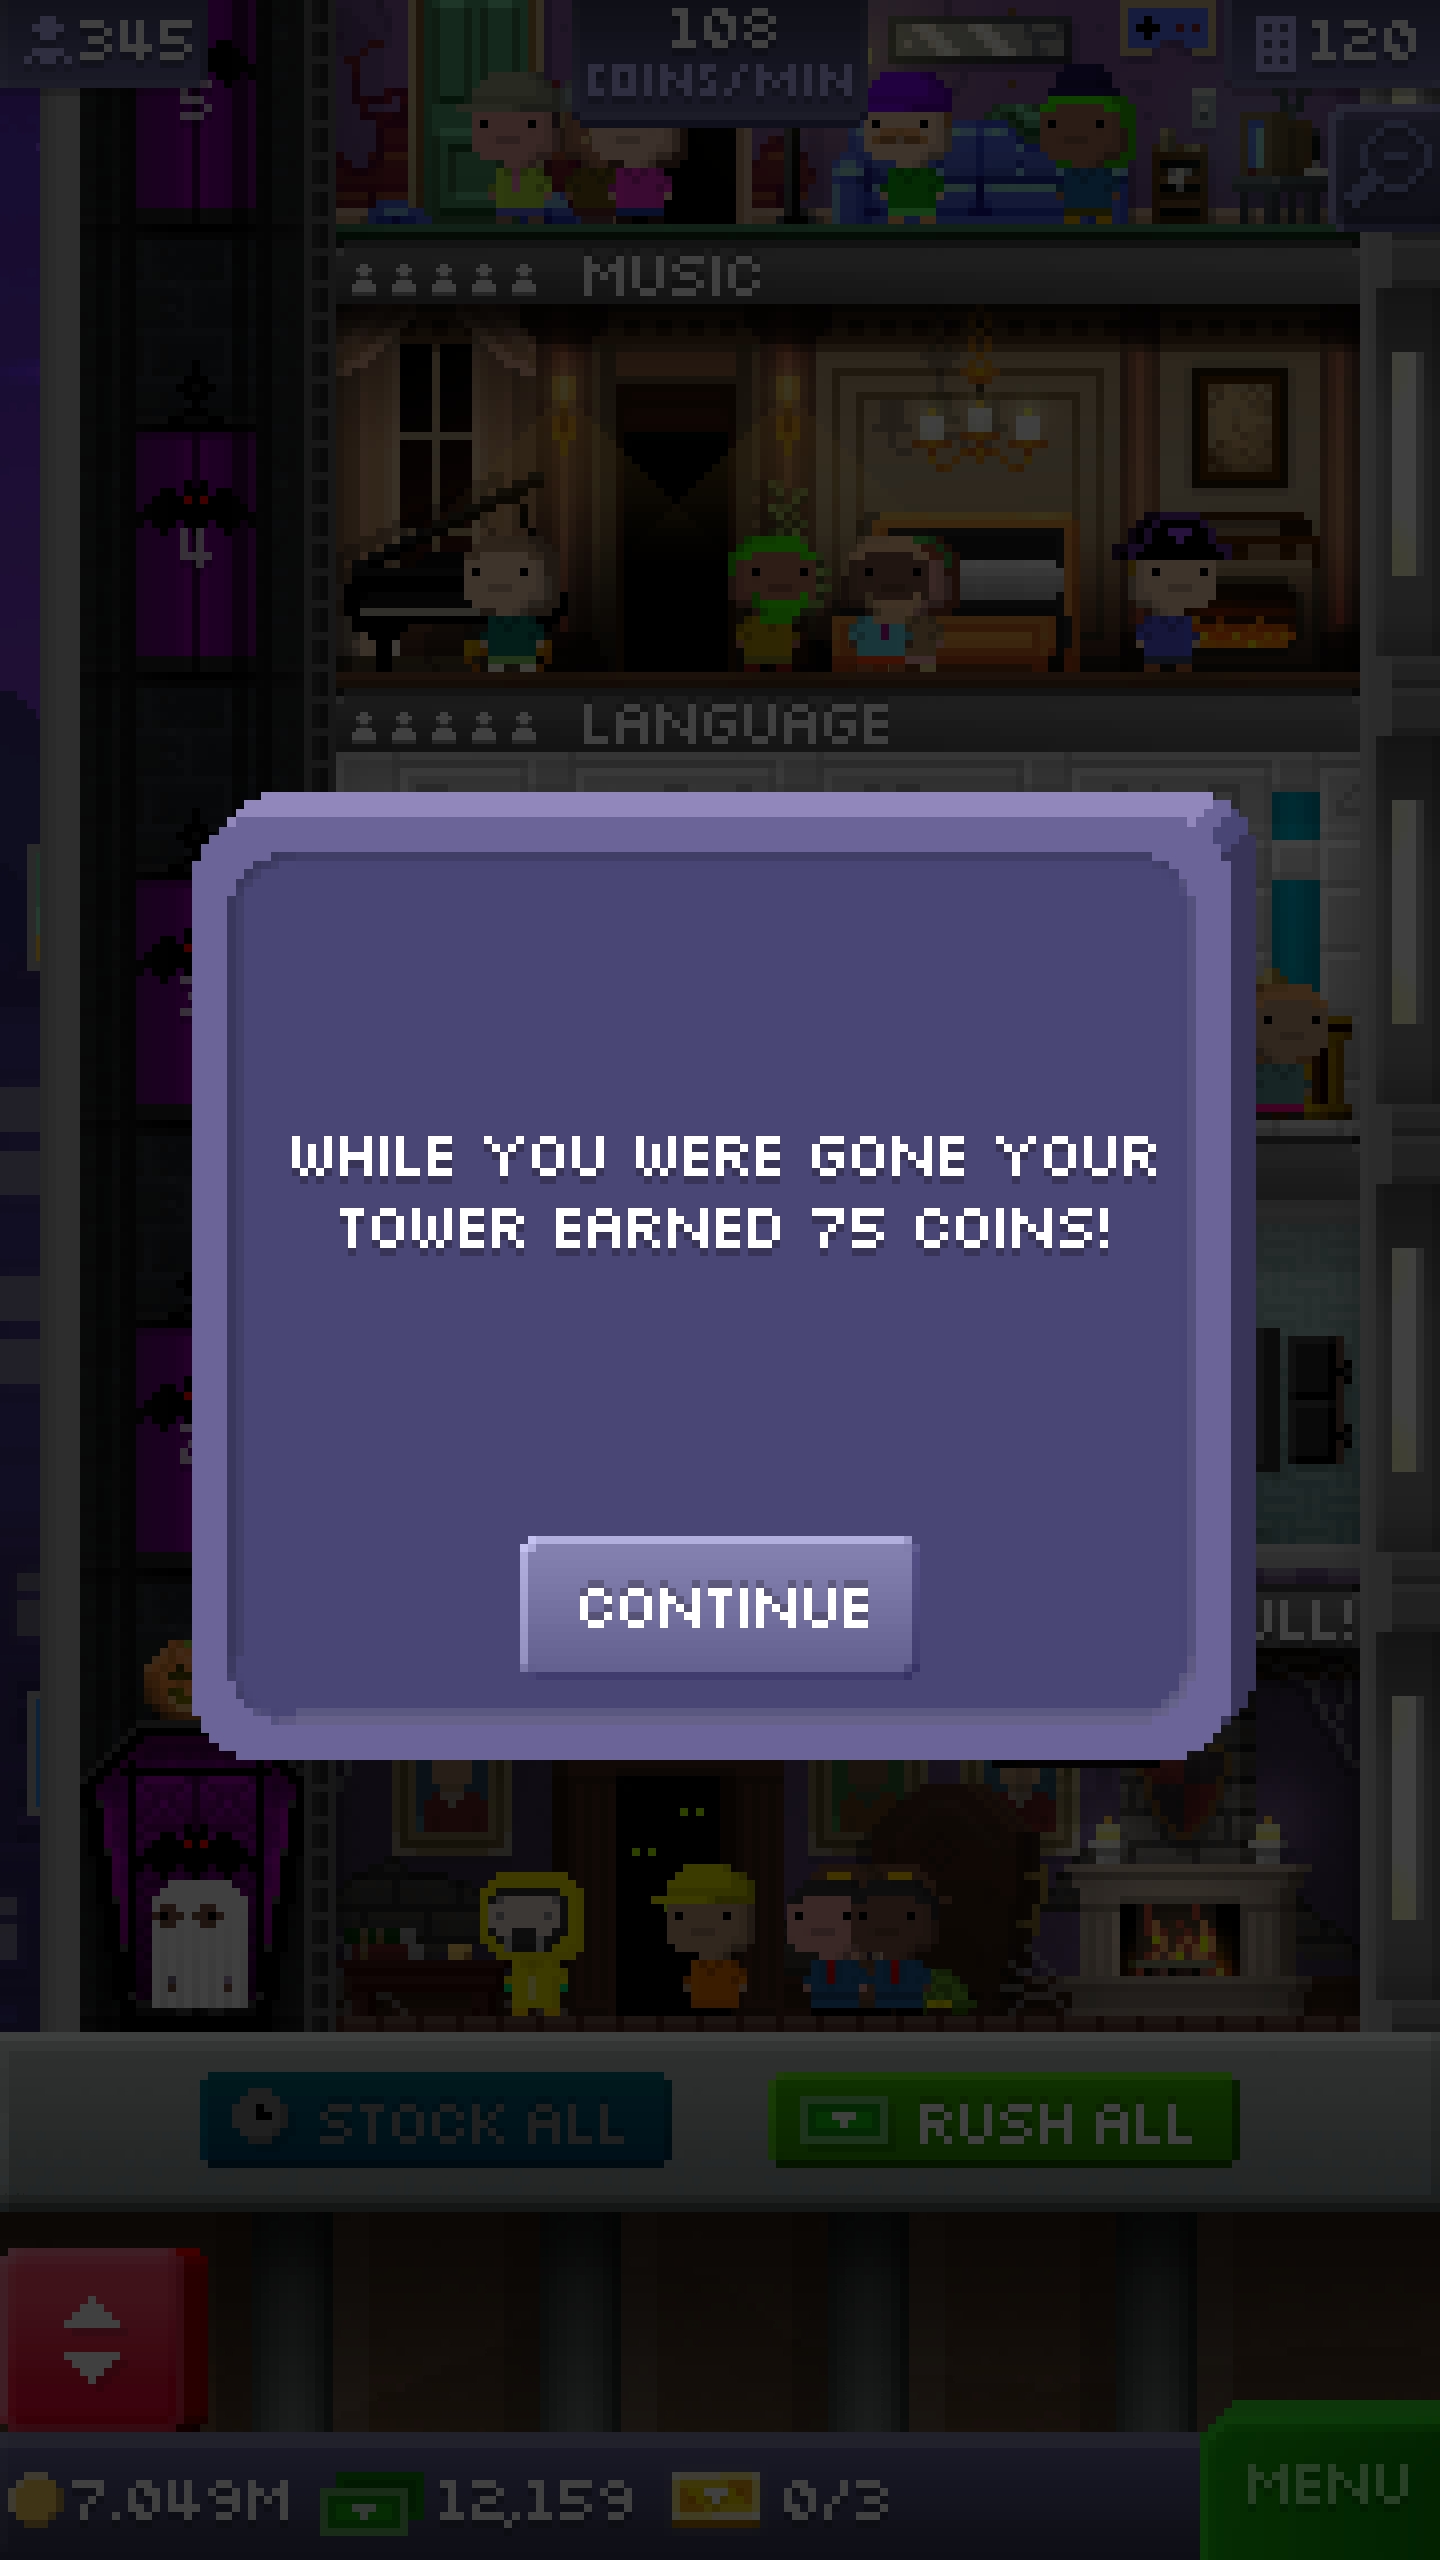 345
108
COINS/MIN
120
5
MUSIC
4
LANGUAGE
WHILE YOU WERE GONE YOUR
TOWER EARNED 75 COINS!
CONTINUE
STOCK ALL
RUSH ALL
7.049M
12,159
0/3
MENU